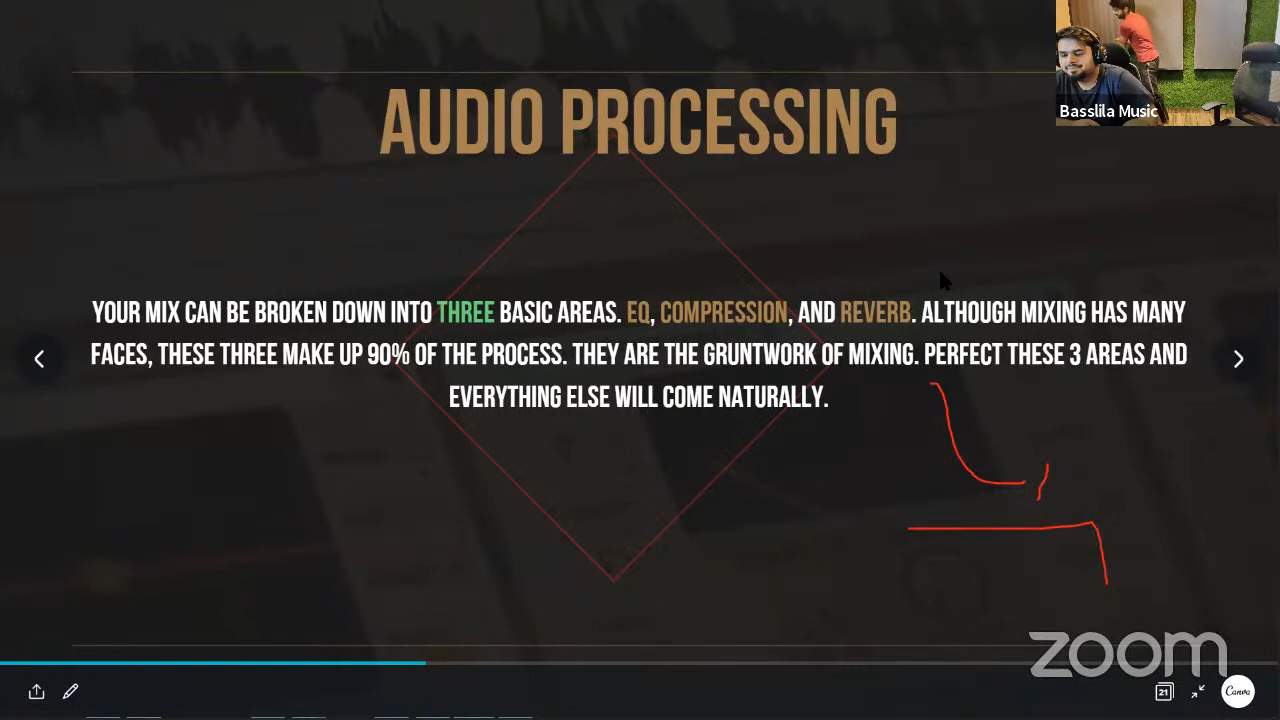 AUDIO PROCESSING
Basslila Music
YOUR MIX CAN BE BROKEN DOWN INTO THREE BASIC AREAS. EQ, COMPRESSION, AND REVERB. ALTHOUGH MIXING HAS MANY
FACES, THESE THREE MAKE UP 90% OF THE PROCESS. THEY ARE THE GRUNTWORK OF MIXING. PERFECT THESE 3 AREAS AND
EVERYTHING ELSE WILL COME NATURALLY.
zoom
21
Canva